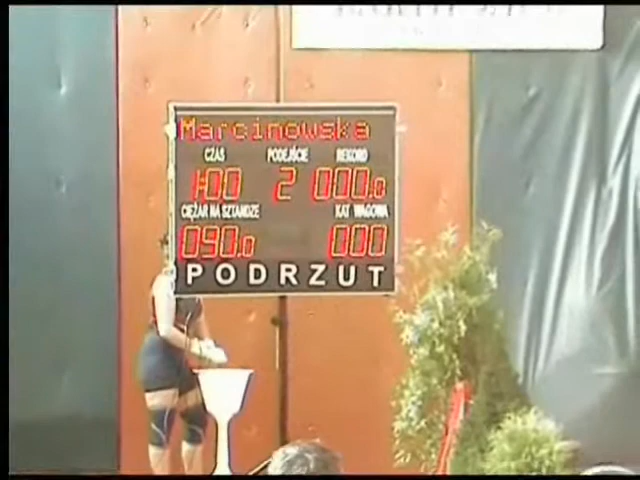 Marcinowska
CZAS PODEJŚCIE REKORD
1:00 2 000.0
CIĘŻAR NA SZTANDZE KAT WAGOWA
090.0 000
PODRZUT